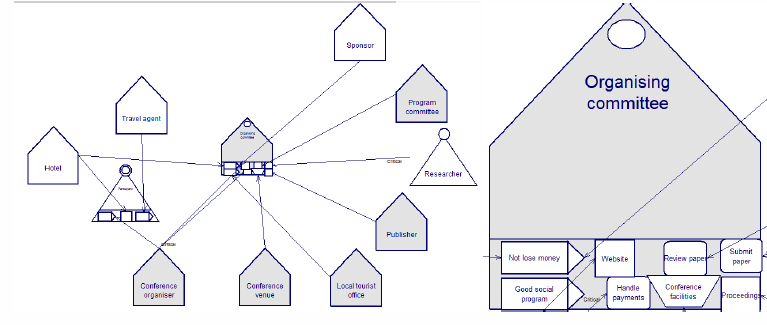 Sponsor
Program
committee
Travel agent
Organising
committee
Hotel
Critical
Researcher
Participant
Publisher
Critical
Conference
organiser
Conference
venue
Local tourist
office
Organising
committee
Not lose money
Website
Review paper
Submit
paper
Good social
program
Critical
Handle
payments
Conference
facilities
Proceedings